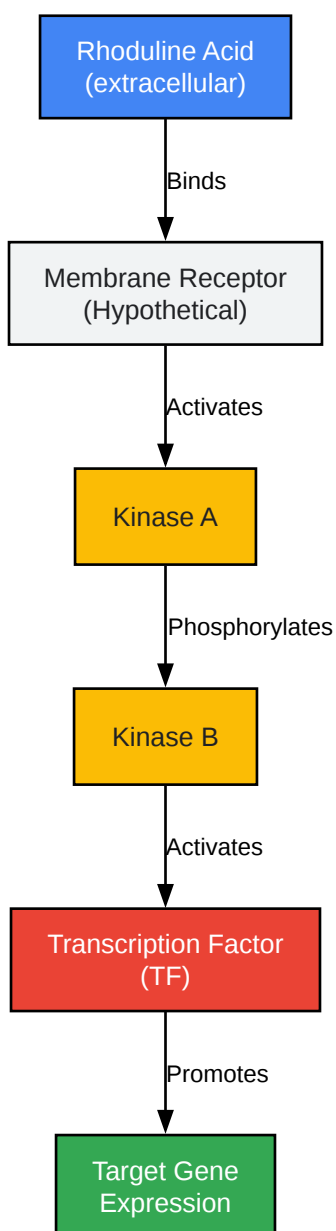 Rhoduline Acid
(extracellular)
Binds
Membrane Receptor
(Hypothetical)
Activates
Kinase A
Phosphorylates
Kinase B
Activates
Transcription Factor
(TF)
Promotes
Target Gene
Expression